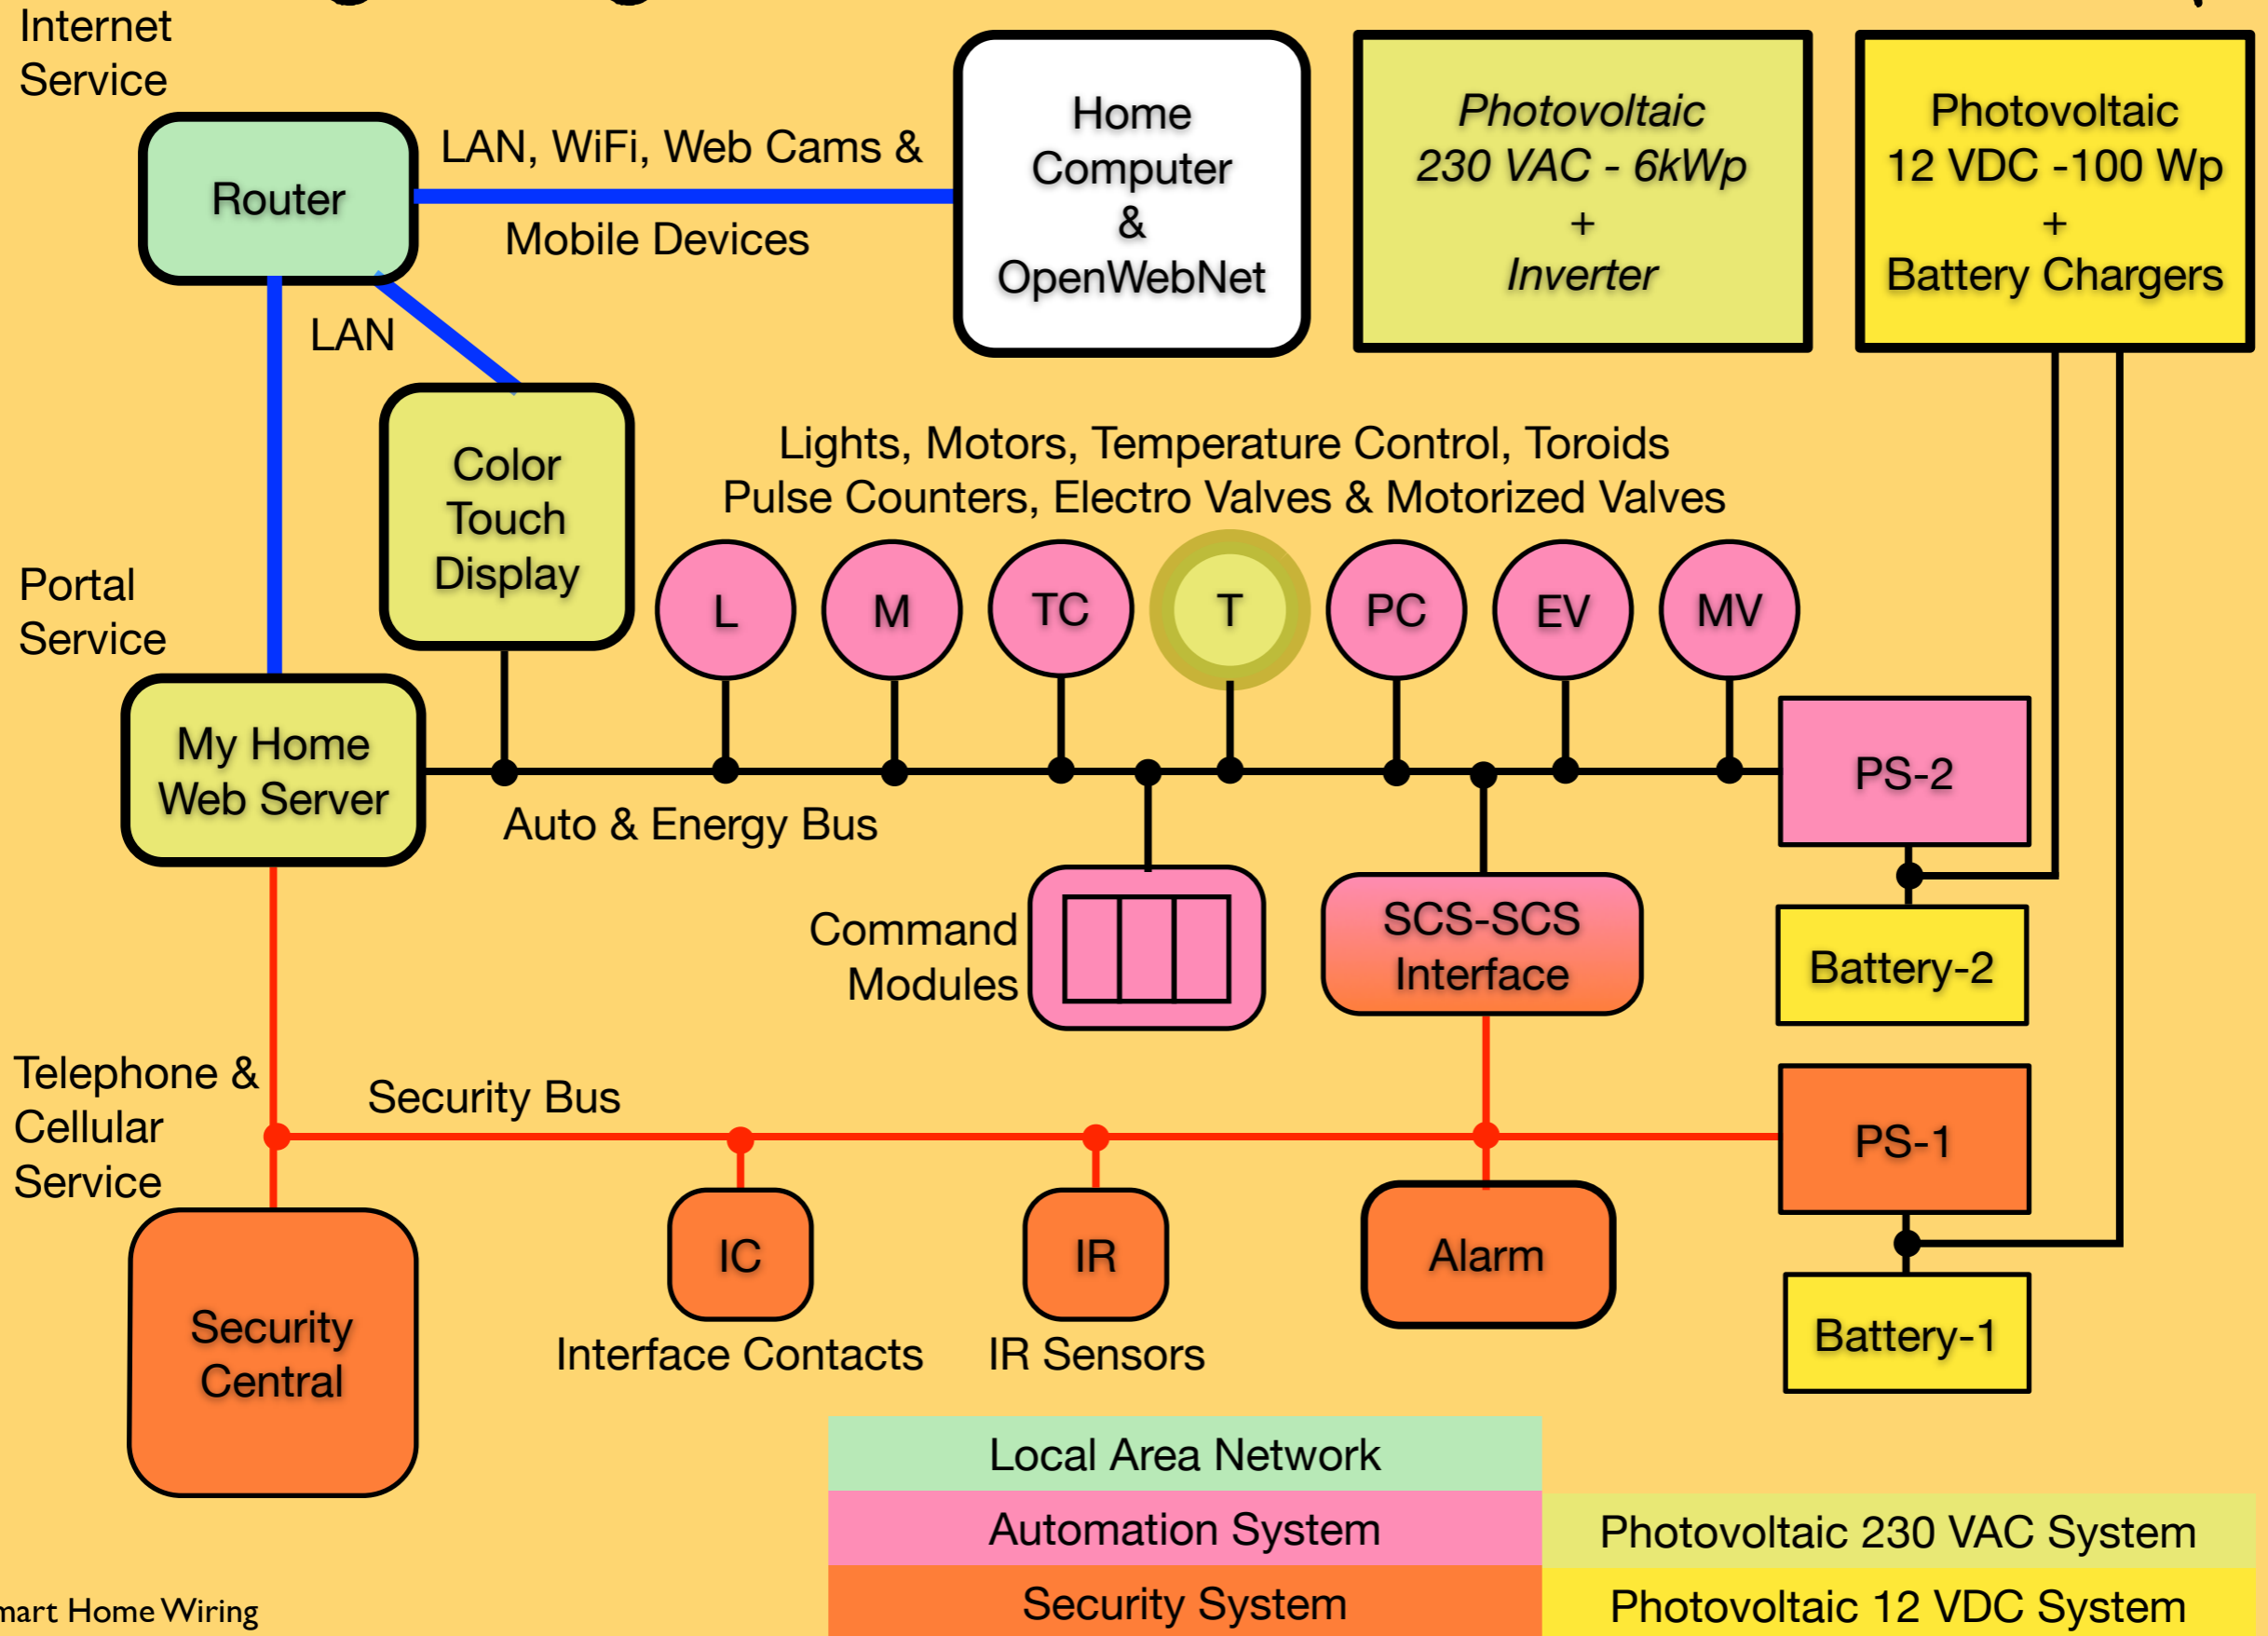 Internet
Service
Router
LAN, WiFi, Web Cams &
Mobile Devices
Home
Computer
&
OpenWebNet
Photovoltaic
230 VAC - 6kWp
+
Inverter
Photovoltaic
12 VDC -100 Wp
+
Battery Chargers
LAN
Color
Touch
Display
Lights, Motors, Temperature Control, Toroids
Pulse Counters, Electro Valves & Motorized Valves
L
M
TC
T
PC
EV
MV
Portal
Service
My Home
Web Server
Auto & Energy Bus
PS-2
Command
Modules
SCS-SCS
Interface
Battery-2
Telephone &
Cellular
Service
Security Bus
PS-1
Security
Central
IC
Interface Contacts
IR
IR Sensors
Alarm
Battery-1
Local Area Network
Automation System
Security System
Photovoltaic 230 VAC System
Photovoltaic 12 VDC System
Home Wiring